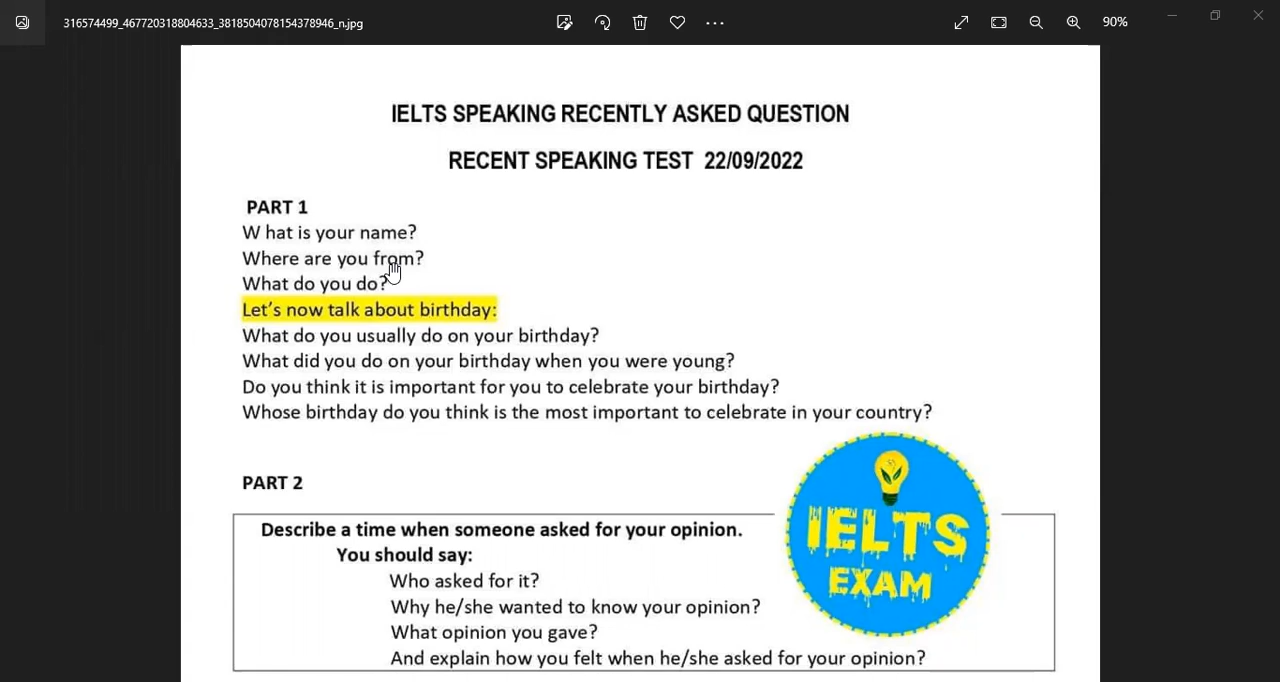 316574499_467720318804633_3818504078154378946_n.jpg
90%
IELTS SPEAKING RECENTLY ASKED QUESTION
RECENT SPEAKING TEST 22/09/2022
PART 1
W hat is your name?
Where are you from?
What do you do?
Let's now talk about birthday:
What do you usually do on your birthday?
What did you do on your birthday when you were young?
Do you think it is important for you to celebrate your birthday?
Whose birthday do you think is the most important to celebrate in your country?
PART 2
Describe a time when someone asked for your opinion.
You should say:
Who asked for it?
Why he/she wanted to know your opinion?
What opinion you gave?
And explain how you felt when he/she asked for your opinion?
IELTS
EXAM